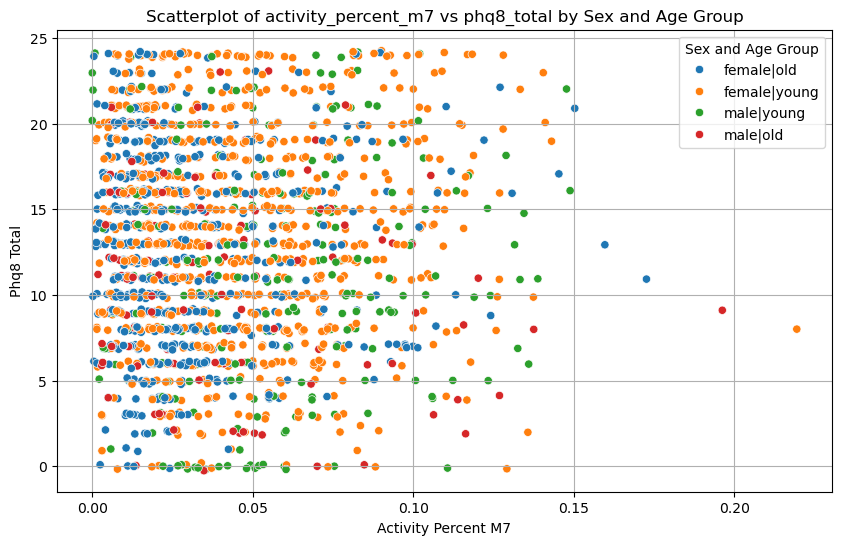 Scatterplot of activity_percent_m7 vs phq8_total by Sex and Age Group
Sex and Age Group
female|old
female|young
male|young
male|old
Phq8 Total
25
20
15
10
5
0
0.00
0.05
0.10
0.15
0.20
Activity Percent M7